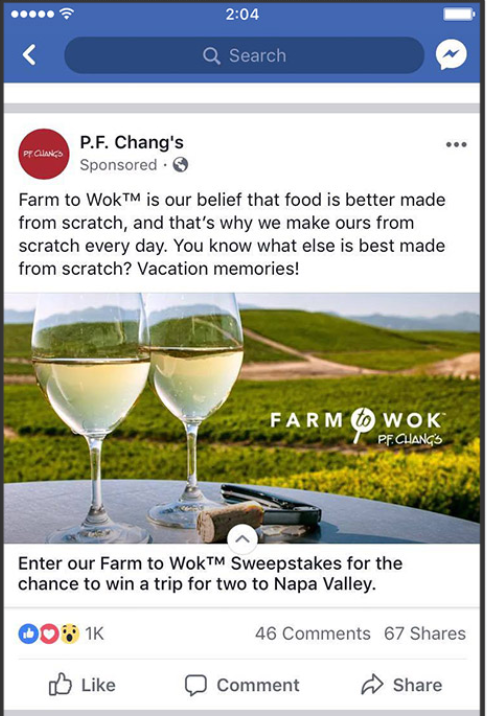 2:04
Search
P.F. CHANG'S
P.F. Chang's
Sponsored ·
Farm to Wok™ is our belief that food is better made
from scratch, and that's why we make ours from
scratch every day. You know what else is best made
from scratch? Vacation memories!
FARM to WOK™
P.F. CHANG'S
Enter our Farm to Wok™ Sweepstakes for the
chance to win a trip for two to Napa Valley.
1K
46 Comments 67 Shares
Like Comment Share